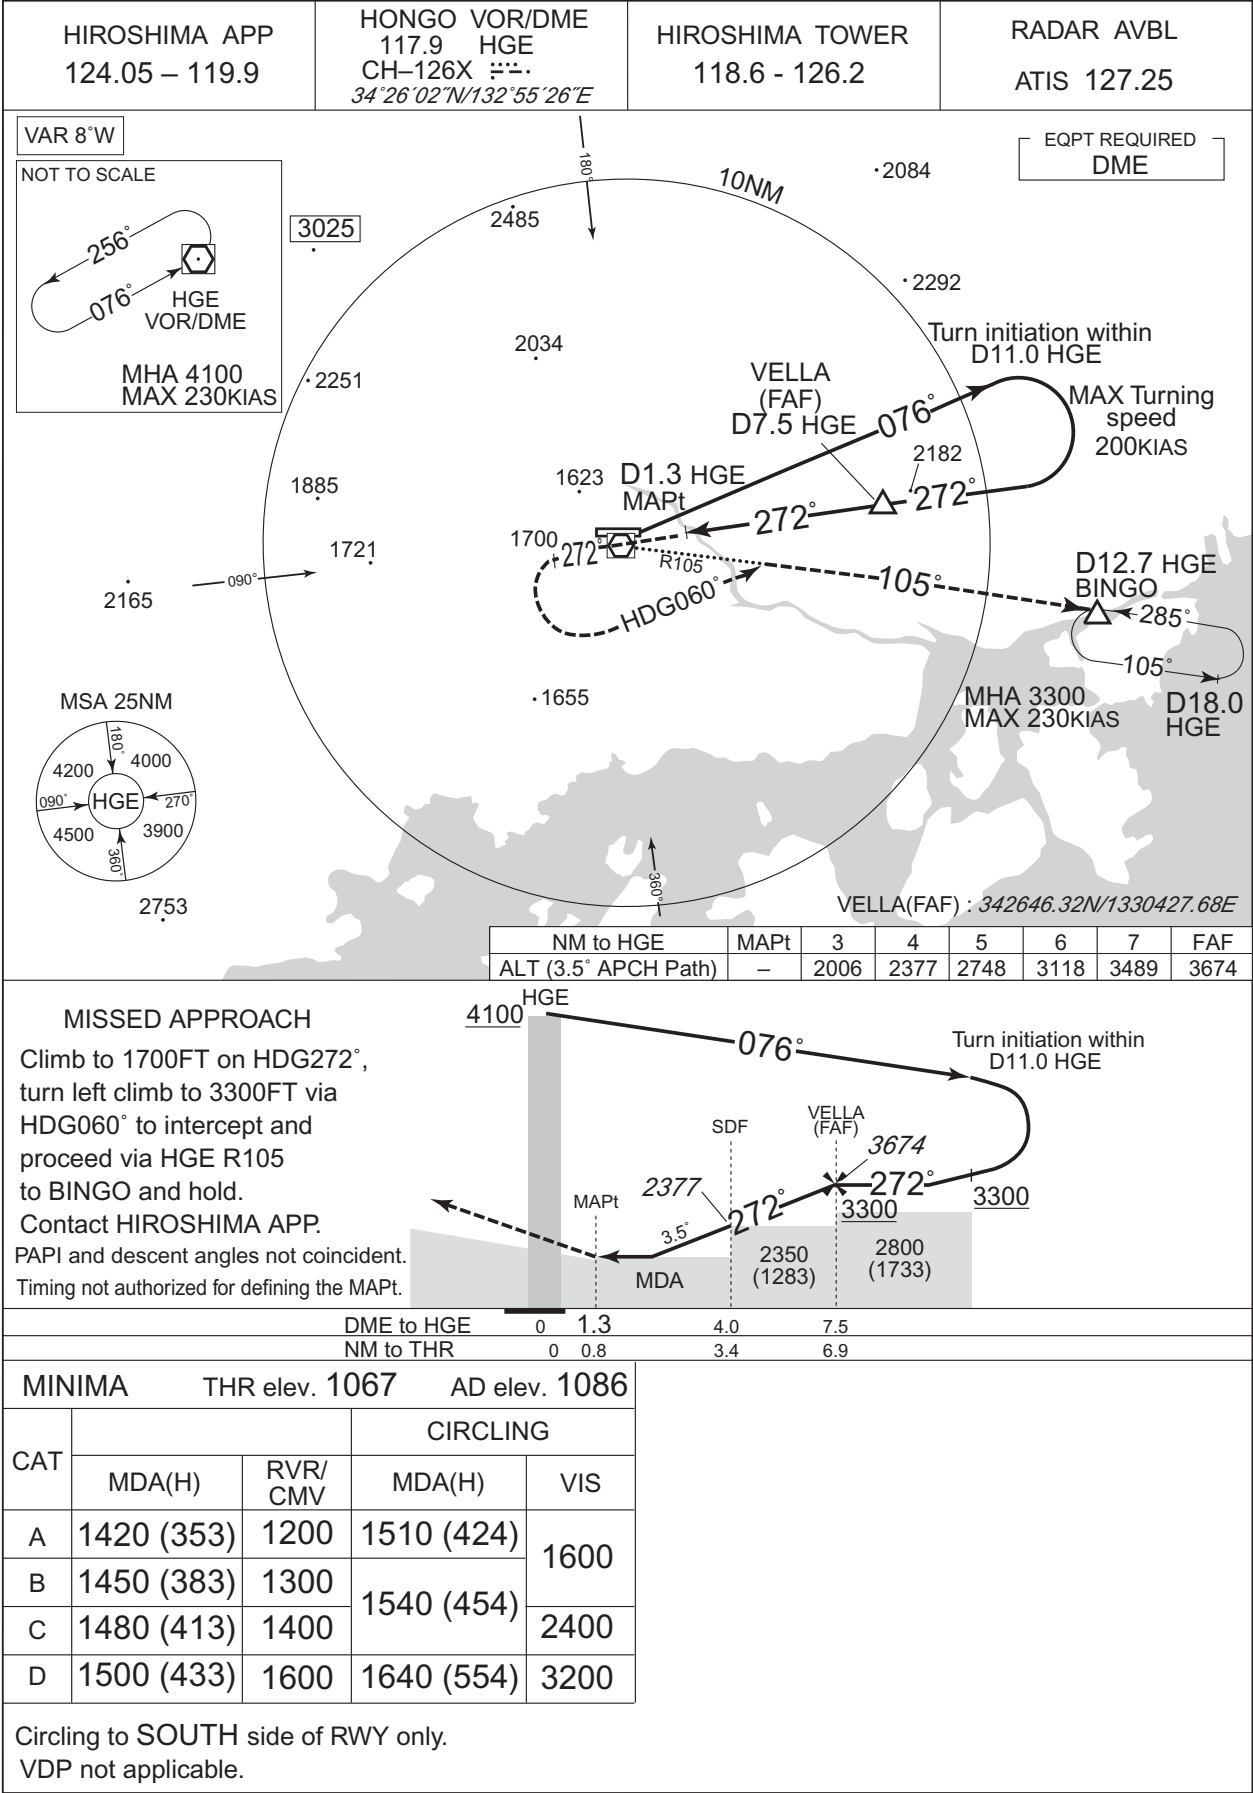 HIROSHIMA APP
124.05 – 119.9
HONGO VOR/DME
117.9 HGE
CH–126X
34°26′02″N/132°55′26″E
HIROSHIMA TOWER
118.6 - 126.2
RADAR AVBL
ATIS 127.25
VAR 8°W
EQPT REQUIRED
DME
NOT TO SCALE
256°
076°
HGE
VOR/DME
MHA 4100
MAX 230KIAS
3025
180°
10NM
2084
2485
2292
2034
2251
Turn initiation within
D11.0 HGE
VELLA
(FAF)
D7.5 HGE
076°
MAX Turning
speed
200KIAS
2182
1885
1623
D1.3 HGE
MAPt
272°
272°
1721
1700
272°
R105
105°
HDG060°
090°
2165
D12.7 HGE
BINGO
285°
105°
D18.0
HGE
MHA 3300
MAX 230KIAS
1655
MSA 25NM
180°
4200
4000
090°
HGE
270°
4500
3900
360°
2753
360°
VELLA(FAF) : 342646.32N/1330427.68E
NM to HGE MAPt 3 4 5 6 7 FAF
ALT (3.5° APCH Path) – 2006 2377 2748 3118 3489 3674
MISSED APPROACH
Climb to 1700FT on HDG272°,
turn left climb to 3300FT via
HDG060° to intercept and
proceed via HGE R105
to BINGO and hold.
Contact HIROSHIMA APP.
PAPI and descent angles not coincident.
Timing not authorized for defining the MAPt.
HGE
4100
076°
Turn initiation within
D11.0 HGE
SDF
VELLA
(FAF)
3674
2377
272°
3300
3300
MAPt
3.5°
272°
MDA
2350
(1283)
2800
(1733)
DME to HGE 0 1.3 4.0 7.5
NM to THR 0 0.8 3.4 6.9
MINIMA THR elev. 1067 AD elev. 1086
CAT
CIRCLING
MDA(H)
RVR/
CMV
MDA(H)
VIS
A 1420 (353) 1200 1510 (424) 1600
B 1450 (383) 1300 1540 (454)
C 1480 (413) 1400 2400
D 1500 (433) 1600 1640 (554) 3200
Circling to SOUTH side of RWY only.
VDP not applicable.